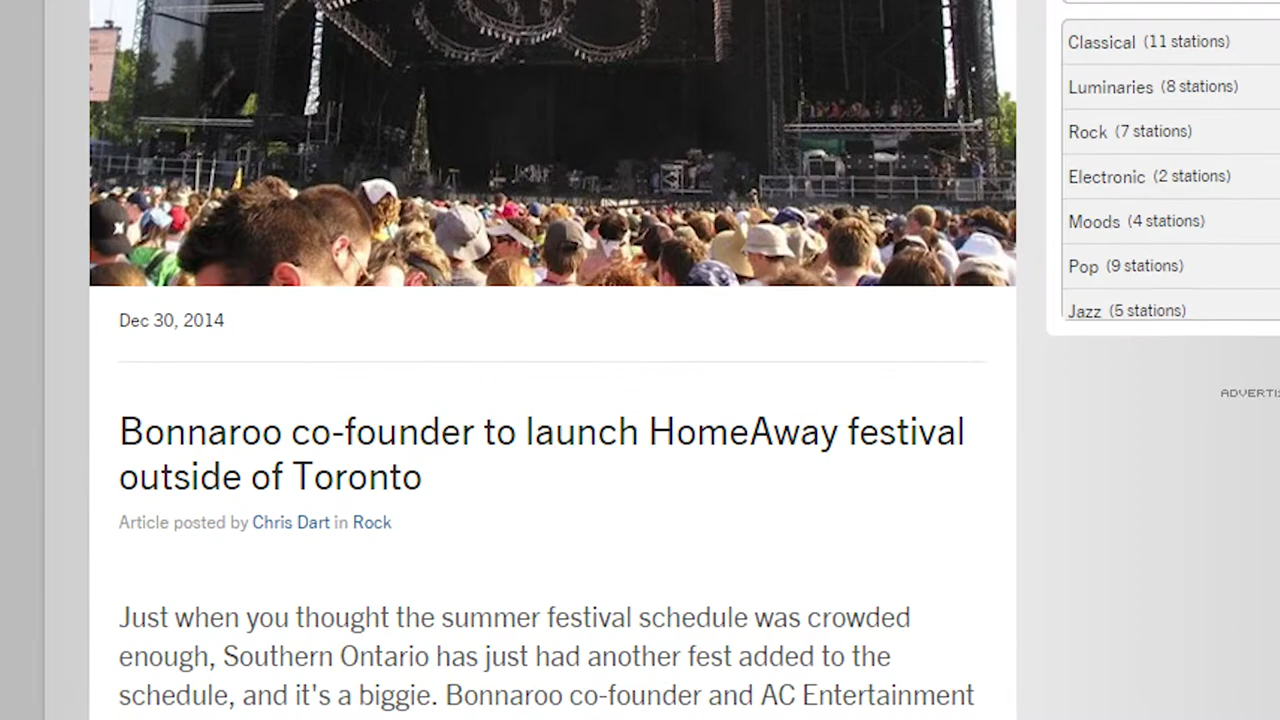 Classical (11 stations)
Luminaries (8 stations)
Rock (7 stations)
Electronic (2 stations)
Moods (4 stations)
Pop (9 stations)
Jazz (5 stations)
Dec 30, 2014
ADVERTI
Bonnaroo co-founder to launch HomeAway festival
outside of Toronto
Article posted by Chris Dart in Rock
Just when you thought the summer festival schedule was crowded
enough, Southern Ontario has just had another fest added to the
schedule, and it's a biggie. Bonnaroo co-founder and AC Entertainment